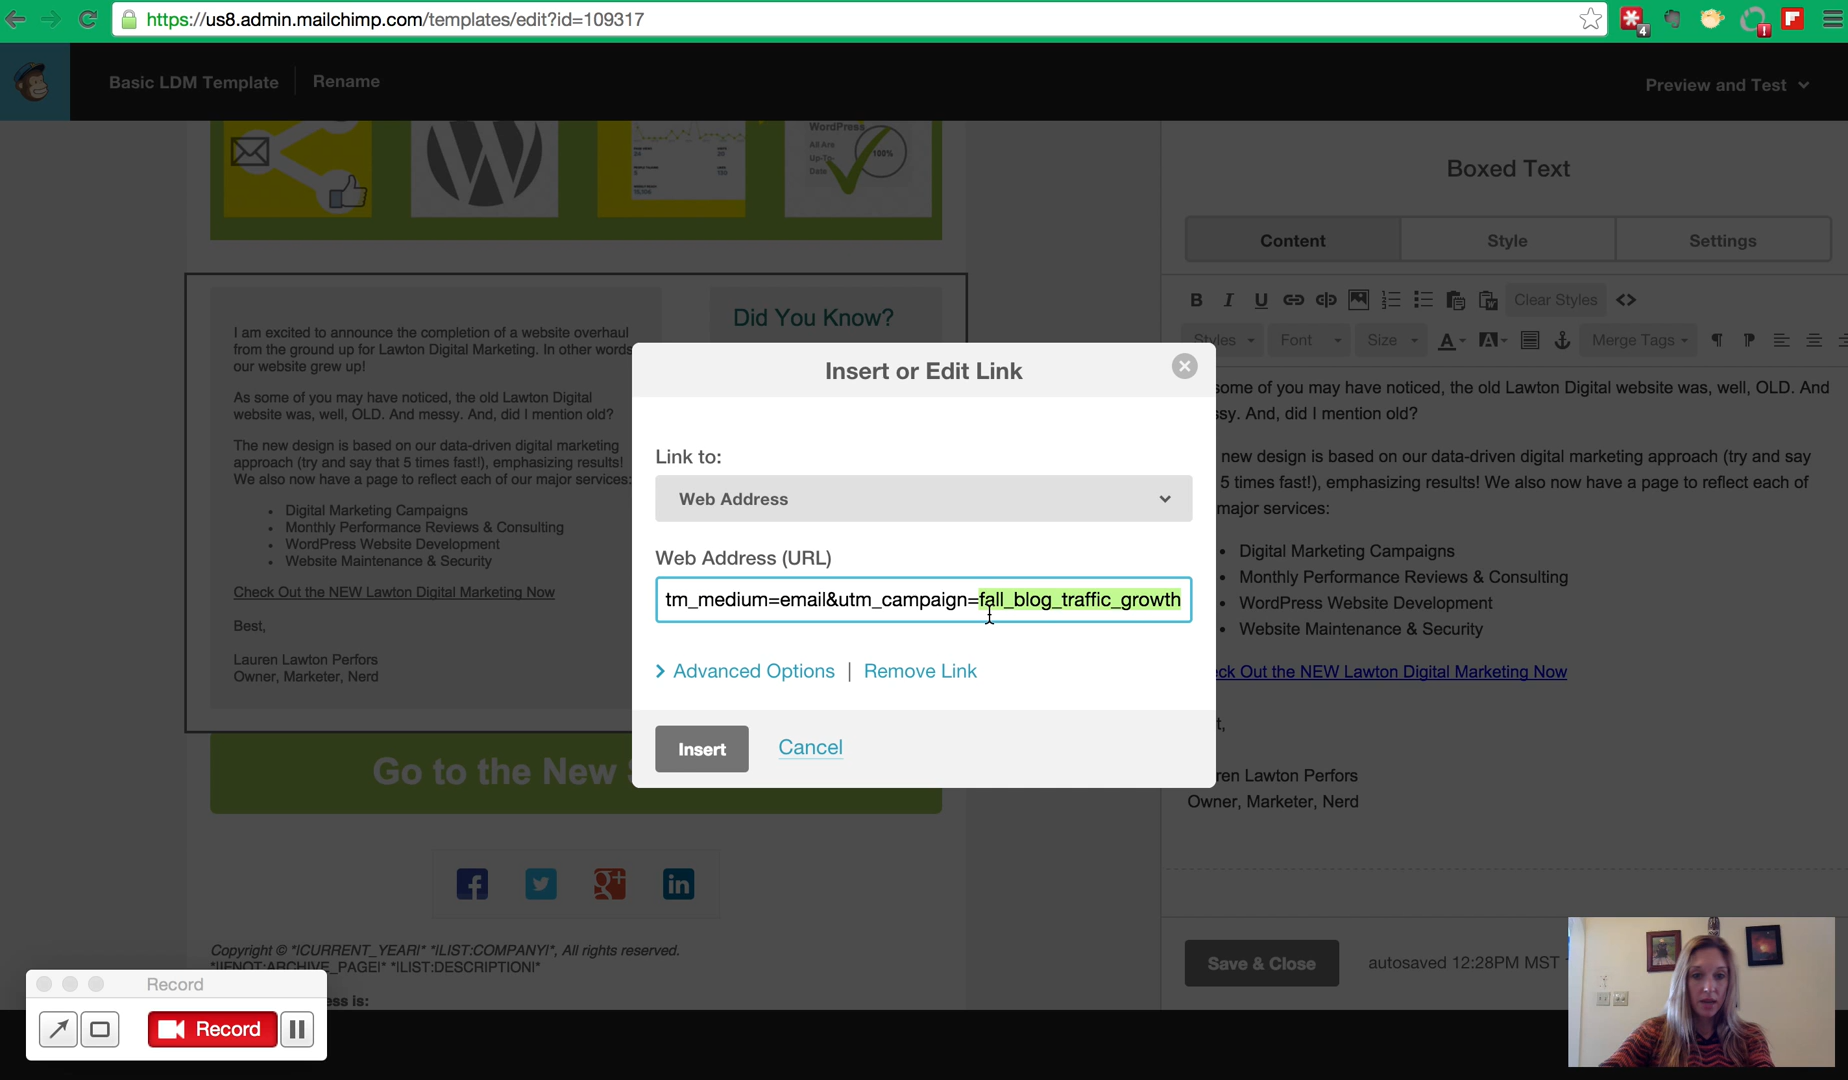 https://us8.admin.mailchimp.com/templates/edit?id=109317
4
!
Basic LDM Template
Rename
Preview and Test
WordPress
All Are
Up-To-
Date
100%
Boxed Text
Content
Style
Settings
B I U
Clear Styles
Styles
Font
Size
A
A
Merge Tags
I am excited to announce the completion of a website overhaul
from the ground up for Lawton Digital Marketing. In other words
our website grew up!
As some of you may have noticed, the old Lawton Digital
website was, well, OLD. And messy. And, did I mention old?
The new design is based on our data-driven digital marketing
approach (try and say that 5 times fast!), emphasizing results!
We also now have a page to reflect each of our major services:
• Digital Marketing Campaigns
• Monthly Performance Reviews & Consulting
• WordPress Website Development
• Website Maintenance & Security
Check Out the NEW Lawton Digital Marketing Now
Best,
Lauren Lawton Perfors
Owner, Marketer, Nerd
Did You Know?
Insert or Edit Link
Link to:
Web Address
Web Address (URL)
tm_medium=email&utm_campaign=fall_blog_traffic_growth
Advanced Options | Remove Link
Insert
Cancel
some of you may have noticed, the old Lawton Digital website was, well, OLD. And
ssy. And, did I mention old?
new design is based on our data-driven digital marketing approach (try and say
5 times fast!), emphasizing results! We also now have a page to reflect each of
major services:
• Digital Marketing Campaigns
• Monthly Performance Reviews & Consulting
• WordPress Website Development
• Website Maintenance & Security
eck Out the NEW Lawton Digital Marketing Now
t,
ren Lawton Perfors
Owner, Marketer, Nerd
Go to the New S
Copyright © *|CURRENT_YEAR|* *|LIST:COMPANY|*, All rights reserved.
*|IFNOT:ARCHIVE_PAGE|* *|LIST:DESCRIPTION|*
ess is:
Save & Close
autosaved 12:28PM MST
Record
Record